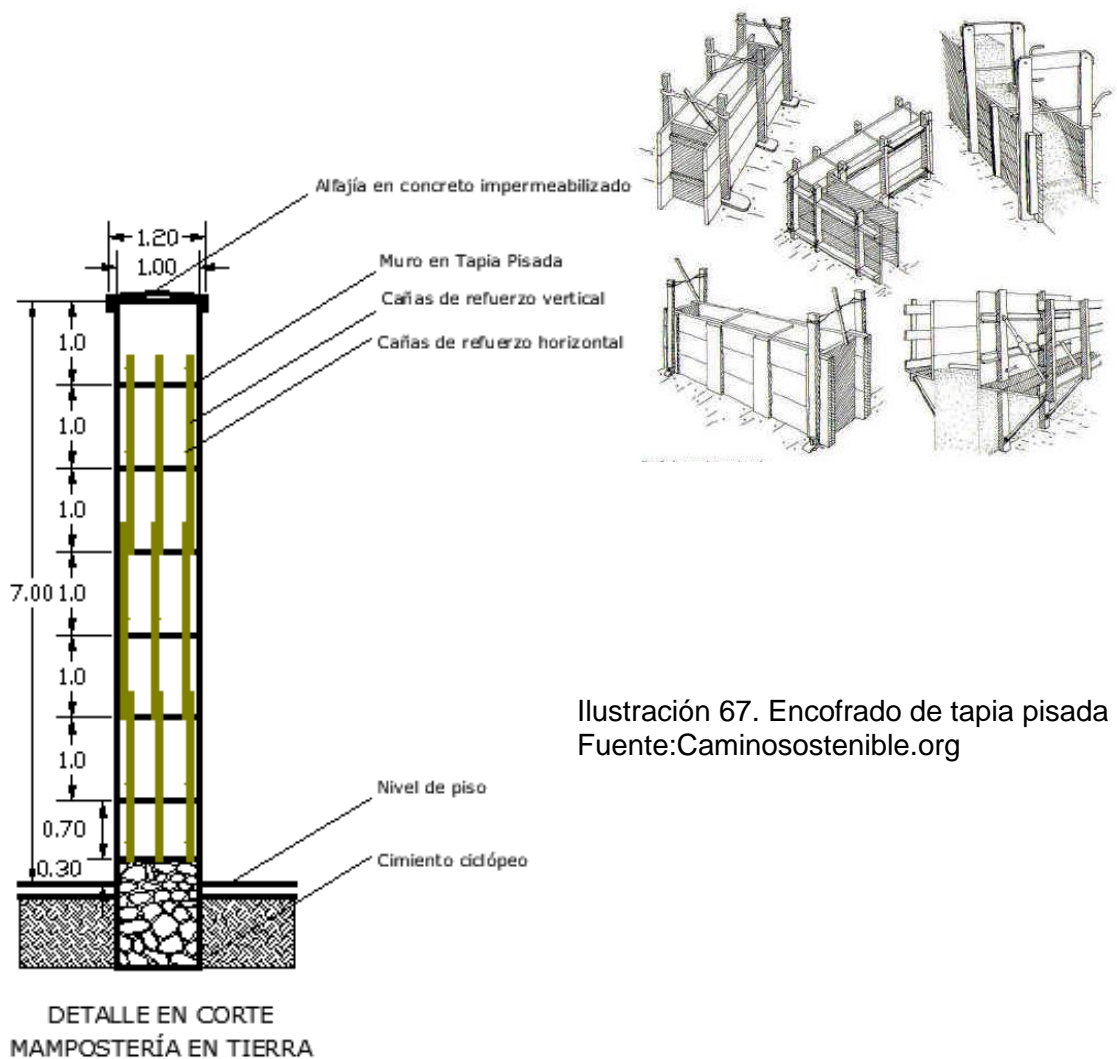 Alfajía en concreto impermeabilizado
1.20
1.00
Muro en Tapia Pisada
Cañas de refuerzo vertical
Cañas de refuerzo horizontal
1.0
1.0
1.0
7.00
1.0
1.0
1.0
0.70
0.30
Nivel de piso
Cimiento ciclópeo
DETALLE EN CORTE
MAMPOSTERÍA EN TIERRA
Ilustración 67. Encofrado de tapia pisada
Fuente:Caminosostenible.org